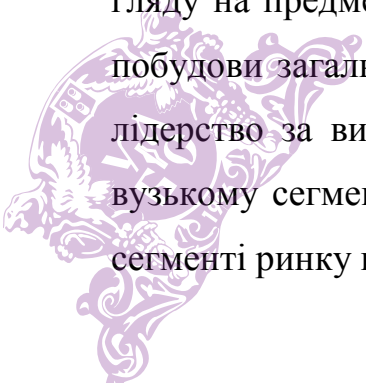 гляду на предме
побудови загаль
лідерство за ви
вузькому сегмен
сегменті ринку